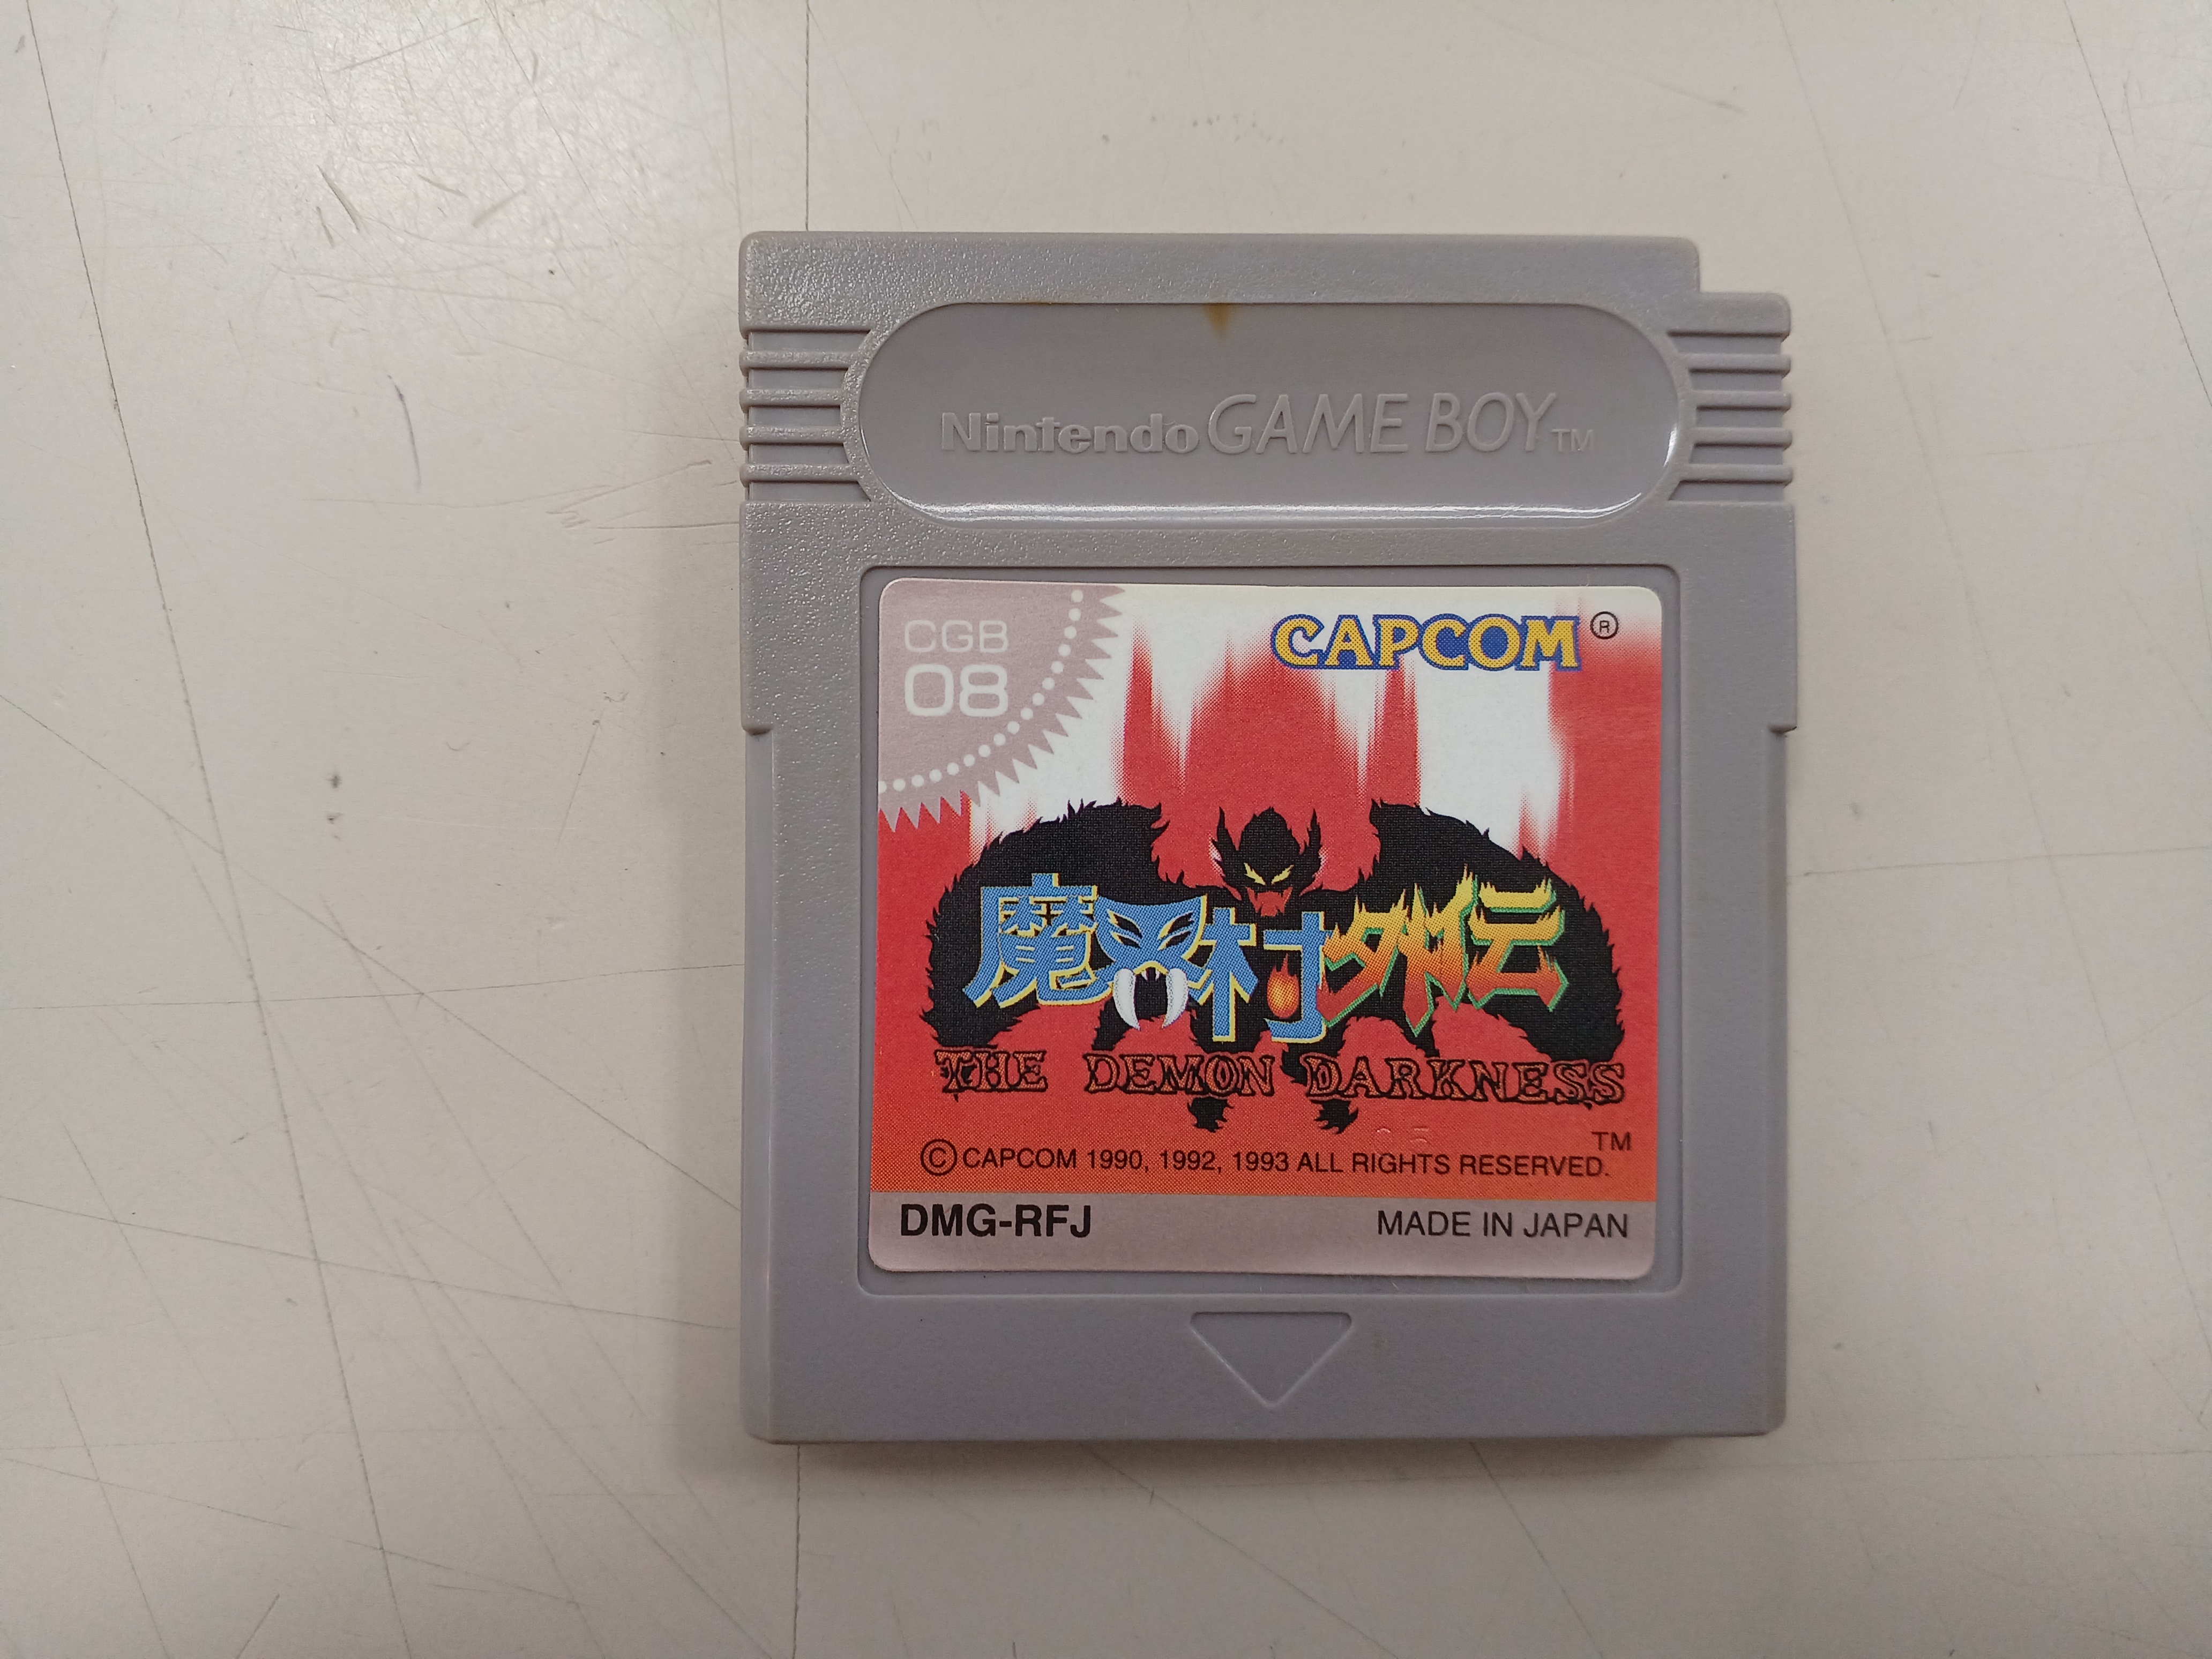 Nintendo GAME BOY TM
CGB
08
CAPCOM ®
魔界村外伝
THE DEMON DARKNESS
TM
© CAPCOM 1990, 1992, 1993 ALL RIGHTS RESERVED.
DMG-RFJ
MADE IN JAPAN